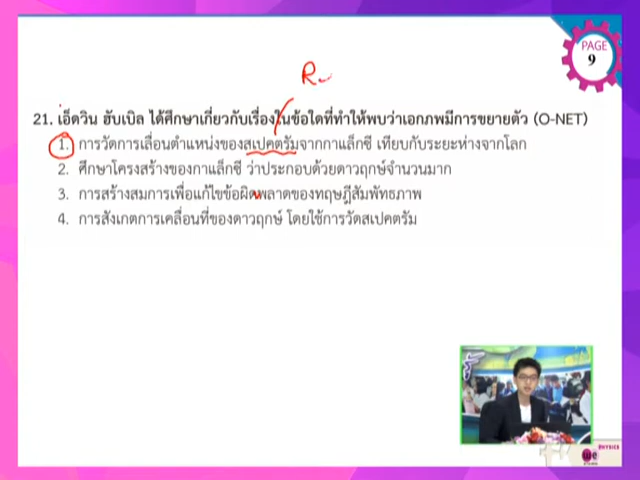 PAGE
9
R
21. เอ็ดวิน ฮับเบิล ได้ศึกษาเกี่ยวกับเรื่องในข้อใดที่ทำให้พบว่าเอกภพมีการขยายตัว (O-NET)
1. การวัดการเลื่อนตำแหน่งของสเปคตรัมจากกาแล็กซี เทียบกับระยะห่างจากโลก
2. ศึกษาโครงสร้างของกาแล็กซี ว่าประกอบด้วยดาวฤกษ์จำนวนมาก
3. การสร้างสมการเพื่อแก้ไขข้อผิดพลาดของทฤษฎีสัมพัทธภาพ
4. การสังเกตการเคลื่อนที่ของดาวฤกษ์ โดยใช้การวัดสเปคตรัม
PHYSICS